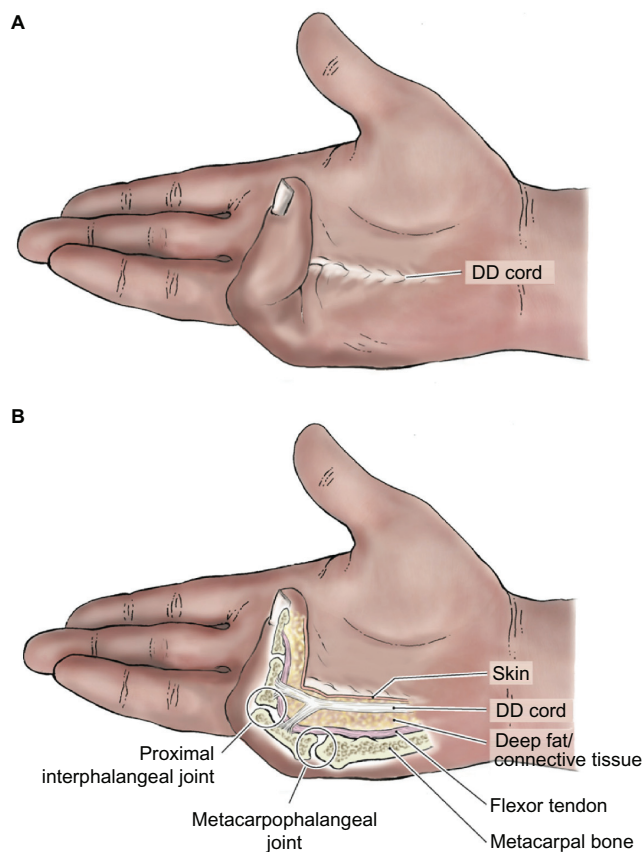 A
DD cord
B
Skin
DD cord
Deep fat/
connective tissue
Flexor tendon
Metacarpal bone
Proximal
interphalangeal joint
Metacarpophalangeal
joint